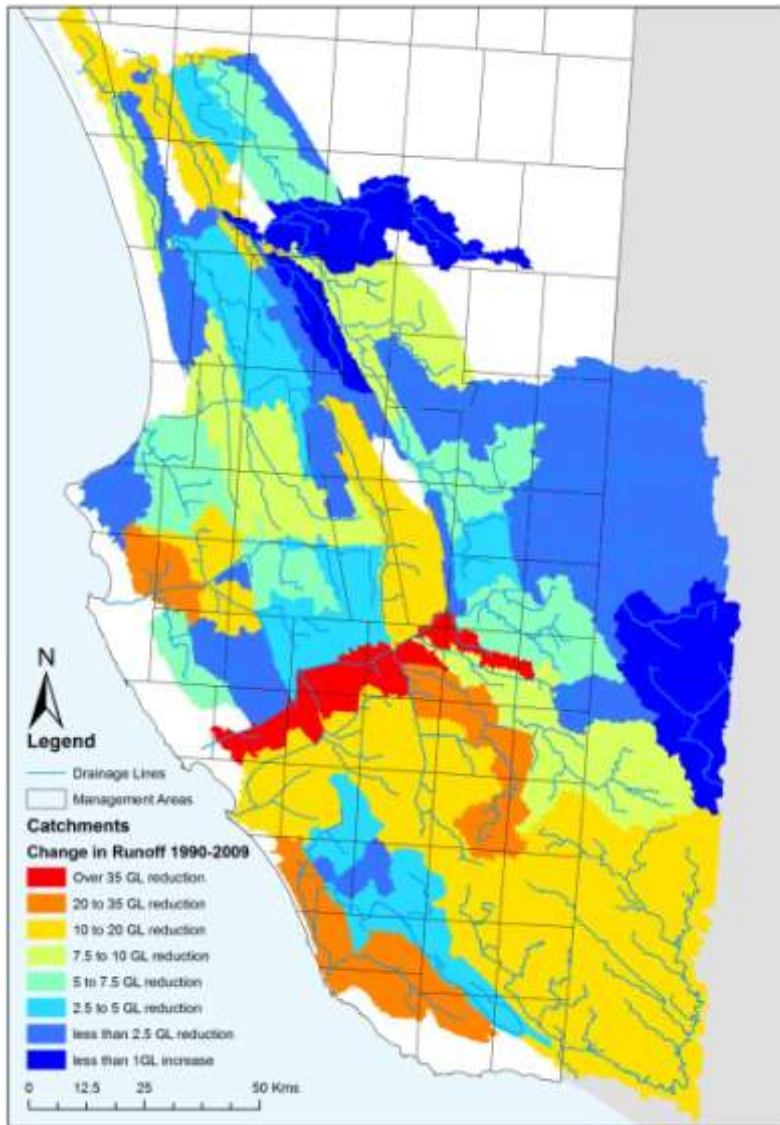 N
Legend
Drainage Lines
Management Areas
Catchments
Change in Runoff 1990-2009
Over 35 GL reduction
20 to 35 GL reduction
10 to 20 GL reduction
7.5 to 10 GL reduction
5 to 7.5 GL reduction
2.5 to 5 GL reduction
less than 2.5 GL reduction
less than 1GL increase
0 12.5 25 50 Kms